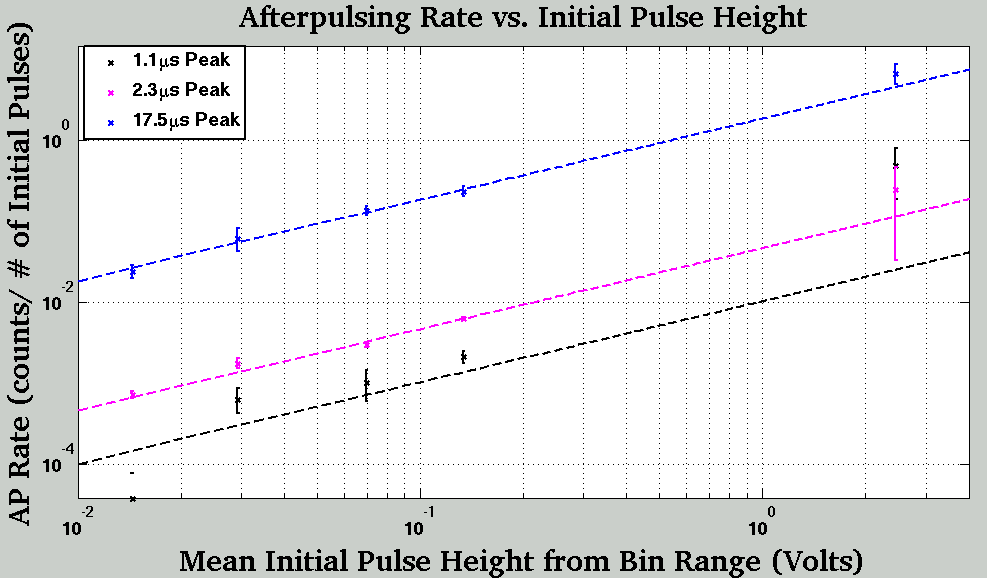 Afterpulsing Rate vs. Initial Pulse Height
AP Rate (counts/ # of Initial Pulses)
1.1μs Peak
2.3μs Peak
17.5μs Peak
10^0
10^-2
10^-4
10^-2 10^-1 10^0
Mean Initial Pulse Height from Bin Range (Volts)